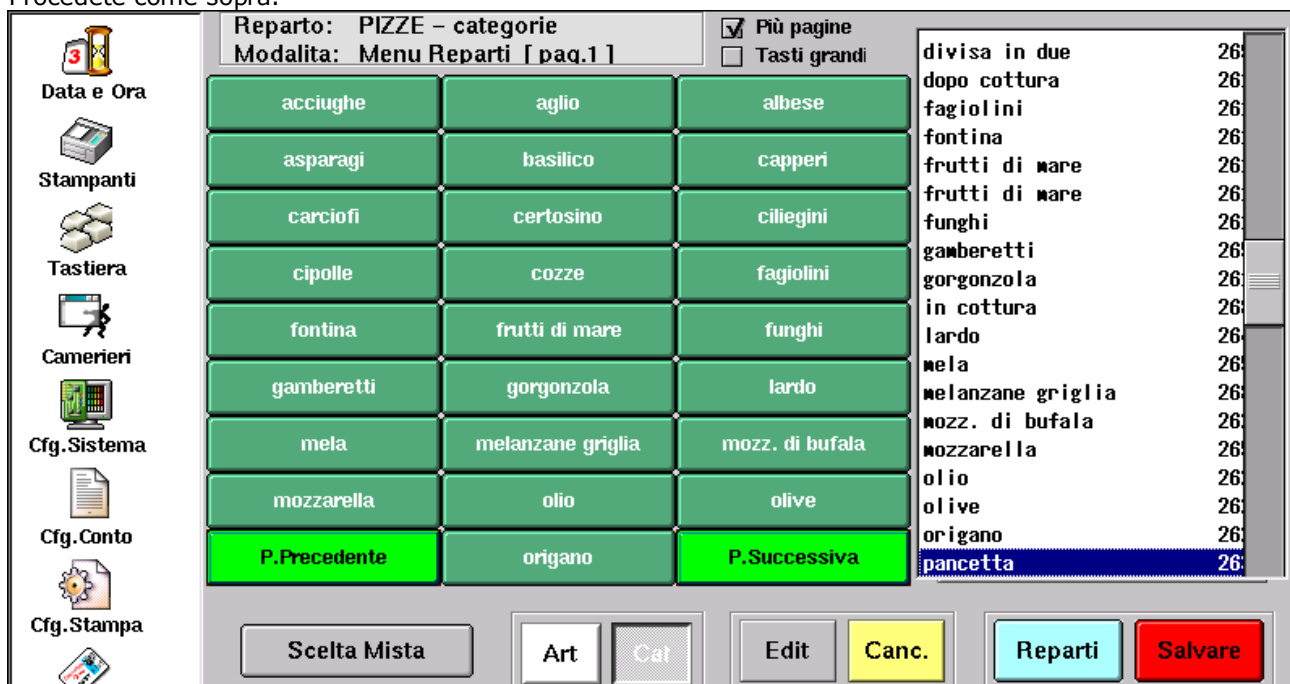 Procedete come sopra.
Reparto: PIZZE – categorie
Modalita: Menu Reparti [ pag.1 ]
Più pagine
Tasti grandi
Data e Ora
Stampanti
Tastiera
Camerieri
Cfg.Sistema
Cfg.Conto
Cfg.Stampa
acciughe aglio albese
asparagi basilico capperi
carciofi certosino ciliegini
cipolle cozze fagiolini
fontina frutti di mare funghi
gamberetti gorgonzola lardo
mela melanzane griglia mozz. di bufala
mozzarella olio olive
P.Precedente origano P.Successiva
divisa in due
dopo cottura
fagiolini
fontina
frutti di mare
frutti di mare
funghi
gamberetti
gorgonzola
in cottura
lardo
mela
melanzane griglia
mozz. di bufala
mozzarella
olio
olive
origano
pancetta
Scelta Mista Art Cat Edit Canc. Reparti Salvare